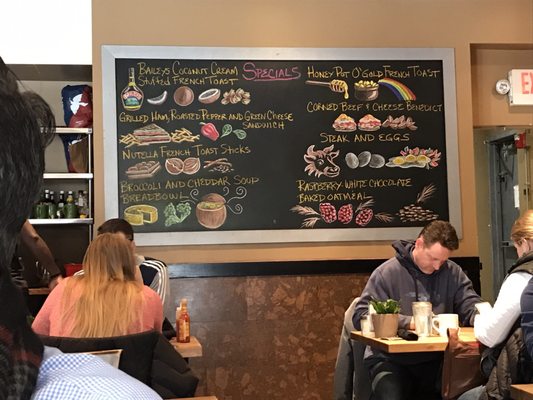 Specials
Baileys Coconut Cream
Stuffed French Toast
Grilled Ham, Roasted Pepper and Green Cheese
Sandwich
Nutella French Toast Sticks
Broccoli and Cheddar Soup
Breadbowl
Honey Pot O' Gold French Toast
Corned Beef and Cheese Benedict
Steak and Eggs
Raspberry White Chocolate
Baked Oatmeal
EX